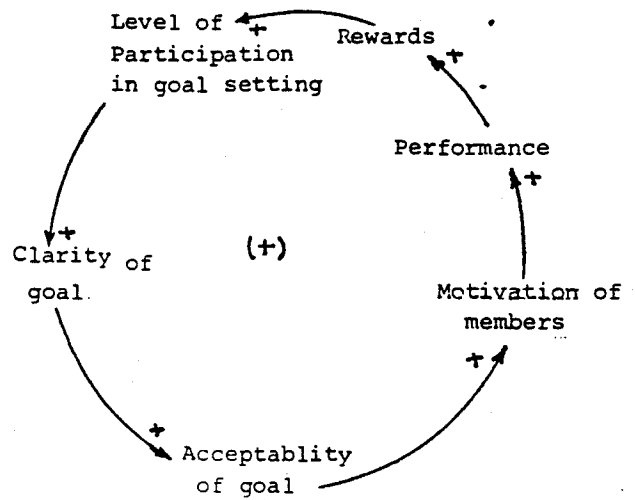 Level of
Participation
in goal setting
+
Rewards
+
Performance
+
Motivation of
members
+
Acceptablity
of goal
+
Clarity of
goal
+
(+)